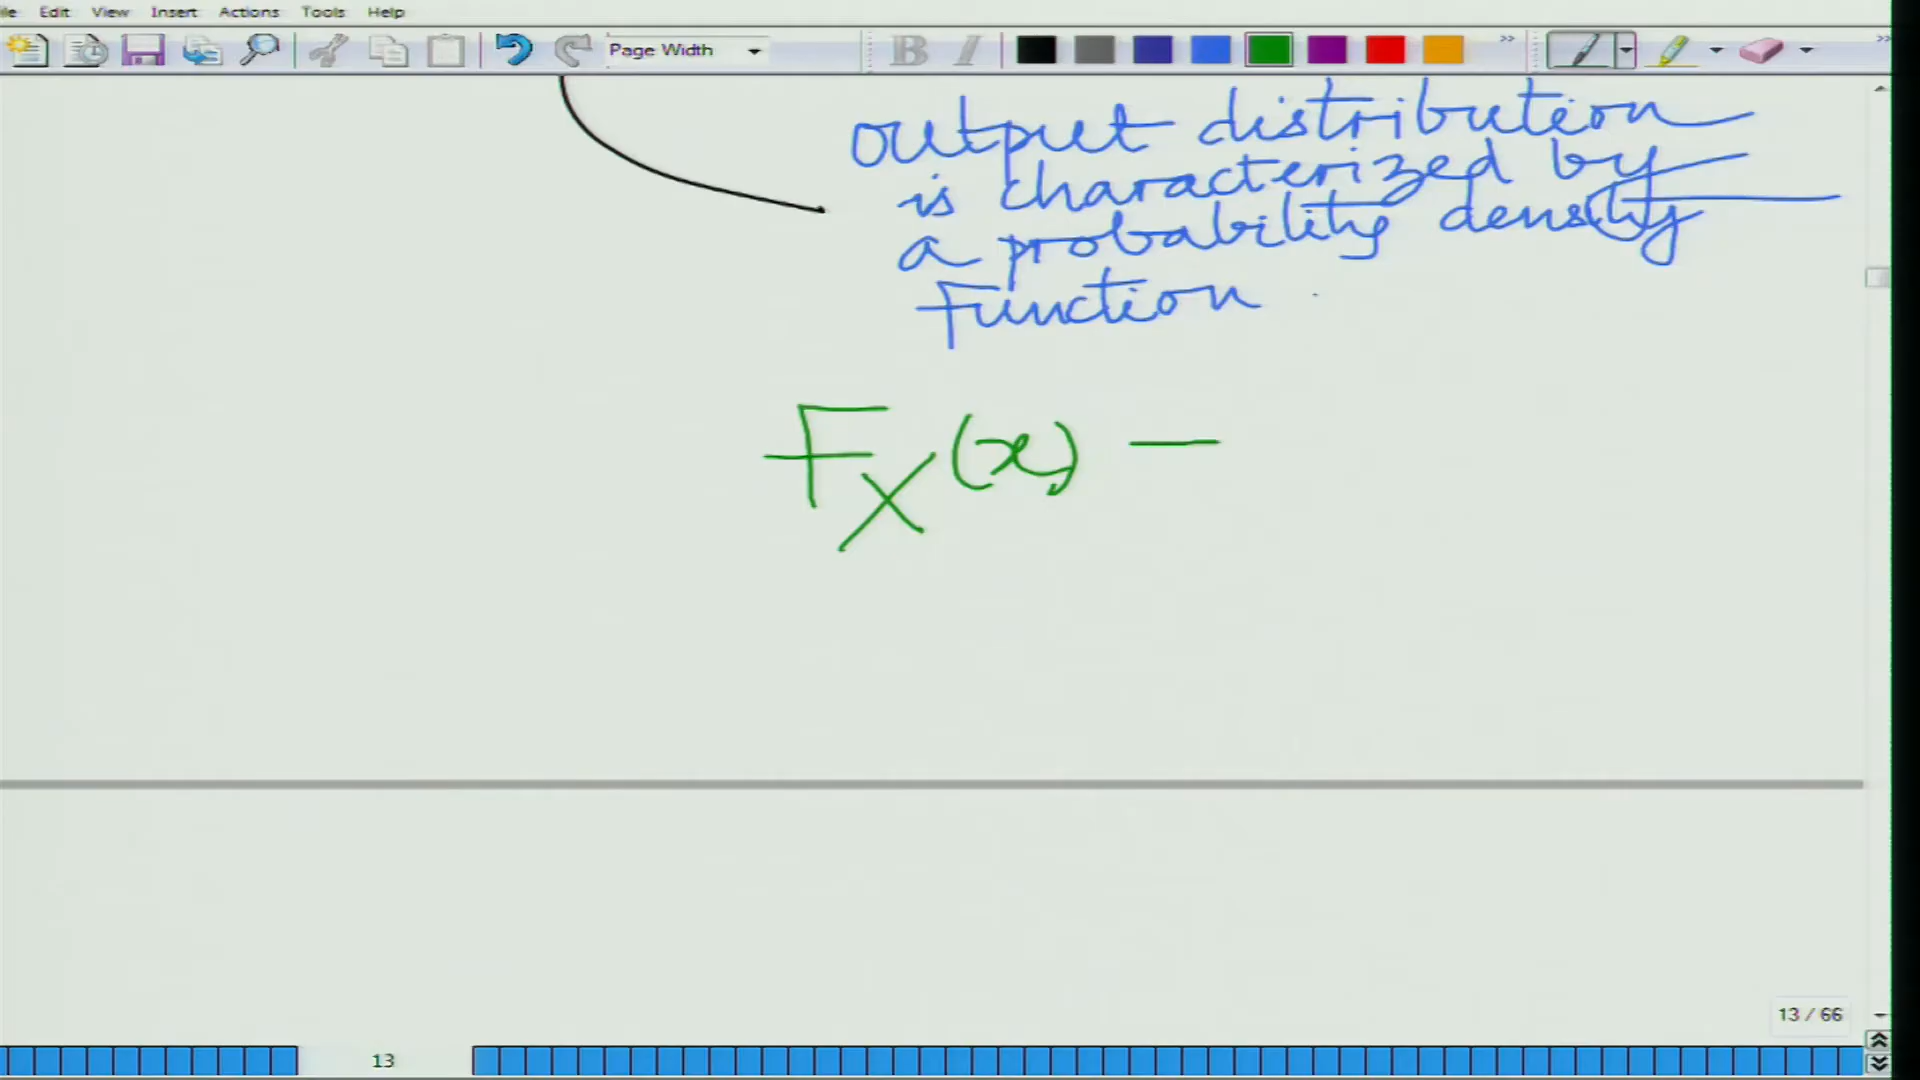 ile Edit View Insert Actions Tools Help
Page Width
B I
output distribution
is characterized by
a probability density
Function .
F_X (x) —
13 / 66
13